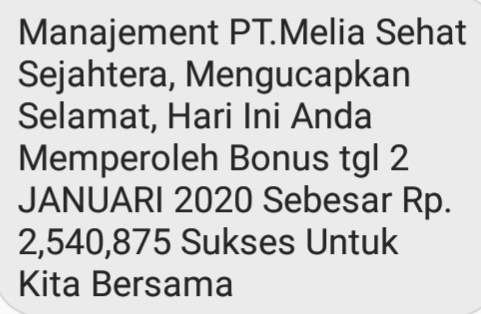 Manajement PT.Melia Sehat
Sejahtera, Mengucapkan
Selamat, Hari Ini Anda
Memperoleh Bonus tgl 2
JANUARI 2020 Sebesar Rp.
2,540,875 Sukses Untuk
Kita Bersama